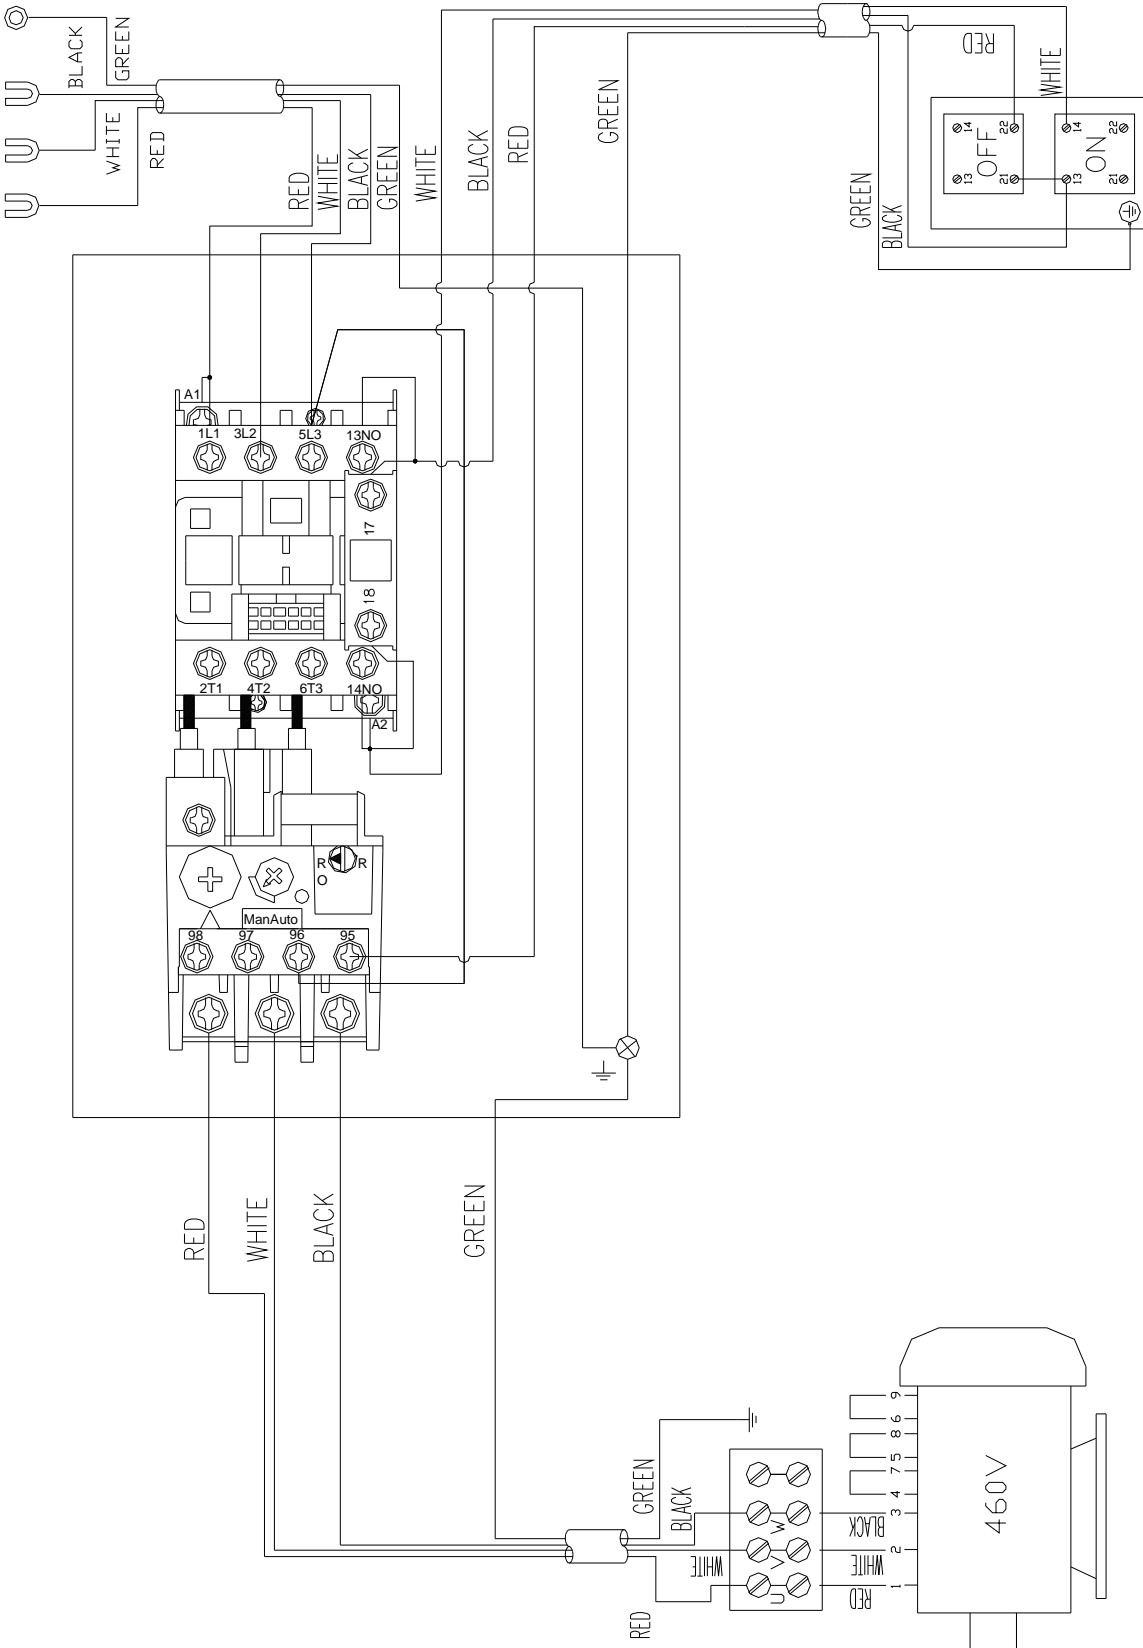 BLACK
GREEN
WHITE
RED
RED
WHITE
BLACK
GREEN
WHITE
BLACK
RED
GREEN
RED
WHITE
GREEN
BLACK
14
22
OFF
13
21
14
22
ON
13
21
A1
1L1
3L2
5L3
13NO
17
18
2T1
4T2
6T3
14NO
A2
R
R
O
ManAuto
98
97
96
95
RED
WHITE
BLACK
GREEN
GREEN
BLACK
WHITE
RED
W
V
U
BLACK
WHITE
RED
9
6
8
5
7
4
3
2
1
460V